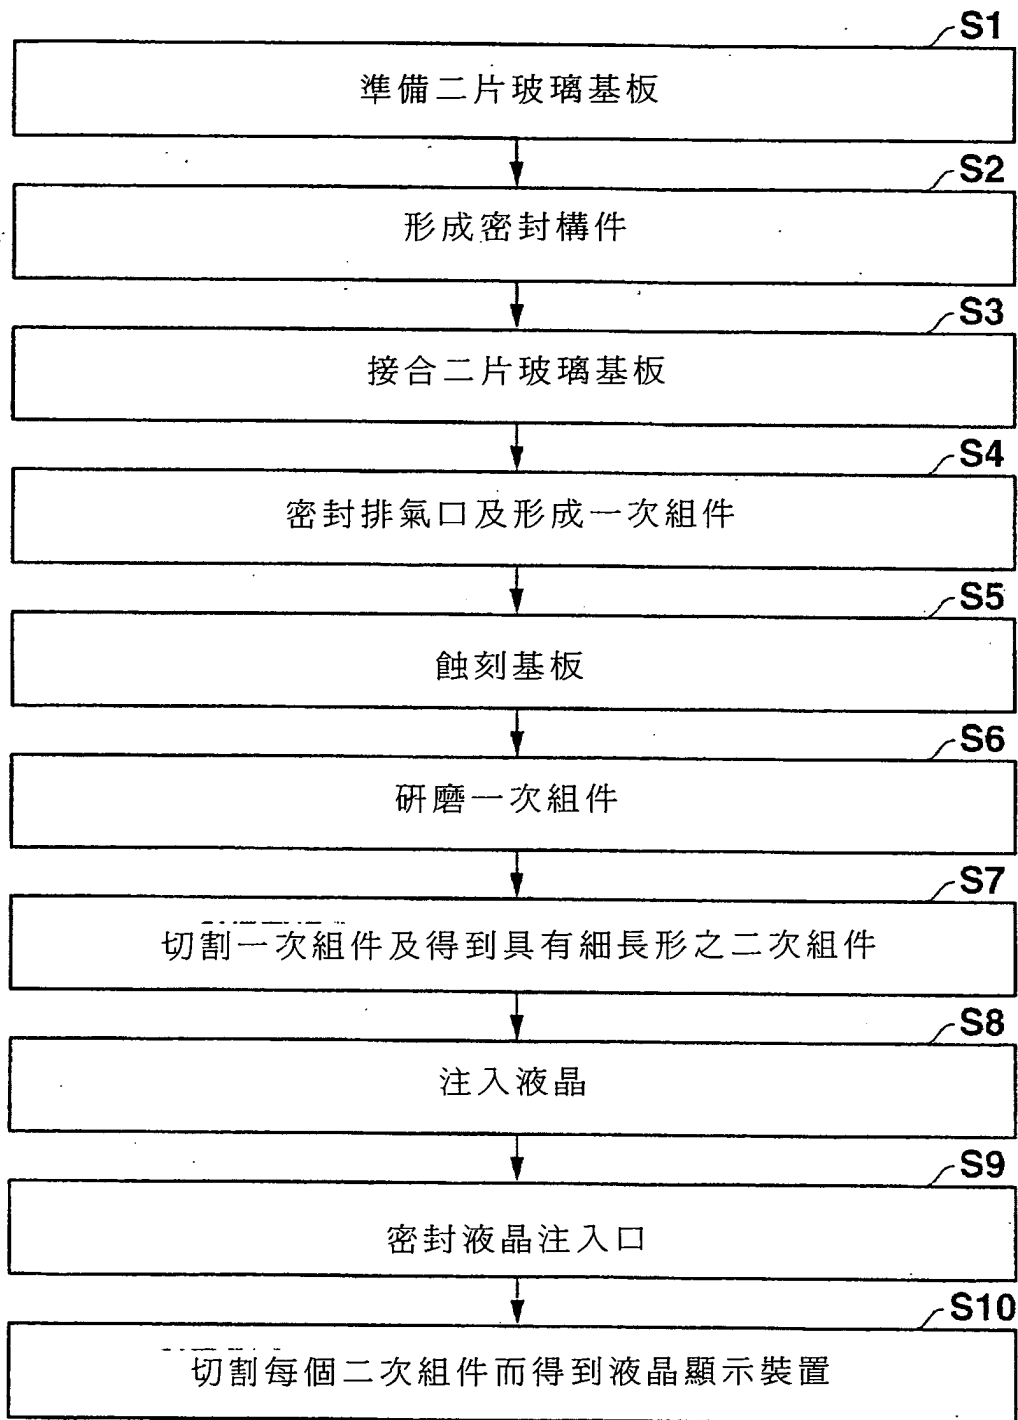 S1
準備二片玻璃基板
S2
形成密封構件
S3
接合二片玻璃基板
S4
密封排氣口及形成一次組件
S5
蝕刻基板
S6
研磨一次組件
S7
切割一次組件及得到具有細長形之二次組件
S8
注入液晶
S9
密封液晶注入口
S10
切割每個二次組件而得到液晶顯示裝置